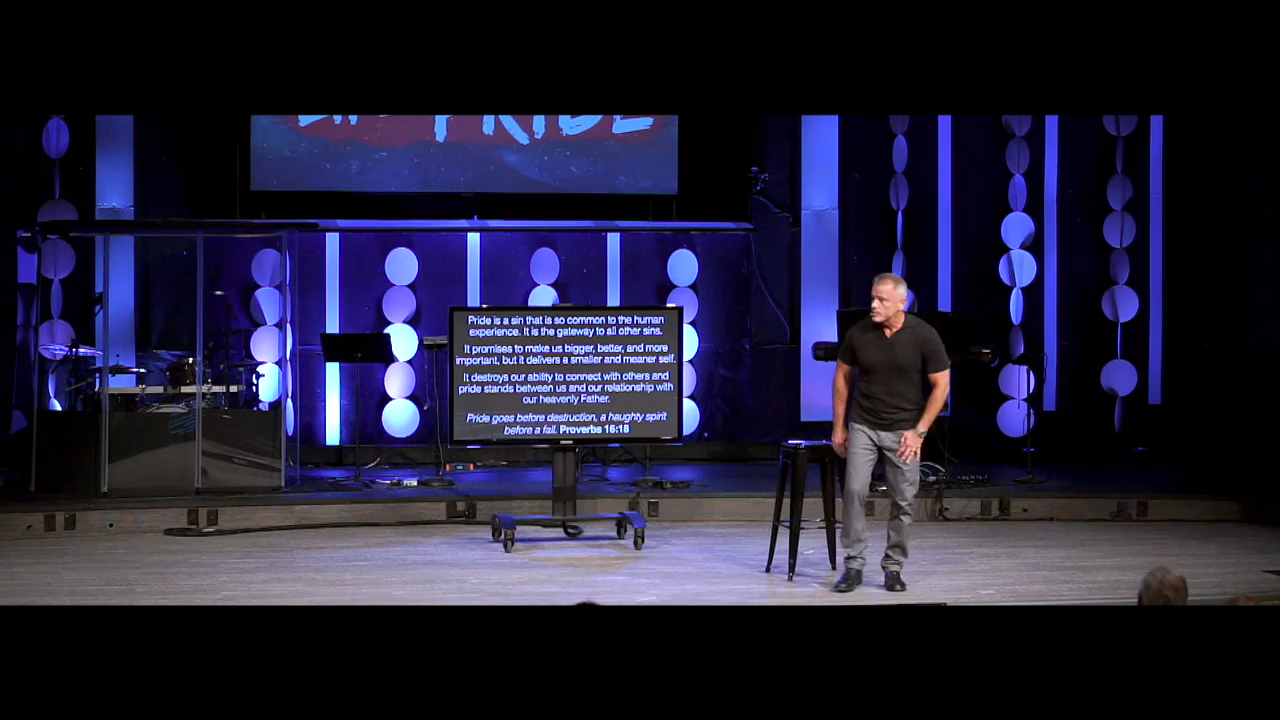 PRIDE
Pride is a sin that is so common to the human
experience. It is the gateway to all other sins.
It promises to make us bigger, better, and more
important, but it delivers a smaller and meaner self.
It destroys our ability to connect with others and
pride stands between us and our relationship with
our heavenly Father.
Pride goes before destruction, a haughty spirit
before a fall. Proverbs 16:18